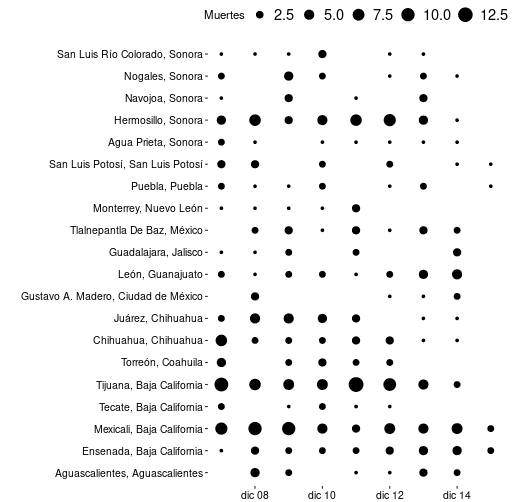 Muertes 2.5 5.0 7.5 10.0 12.5
San Luis Río Colorado, Sonora
Nogales, Sonora
Navojoa, Sonora
Hermosillo, Sonora
Agua Prieta, Sonora
San Luis Potosí, San Luis Potosí
Puebla, Puebla
Monterrey, Nuevo León
Tlalnepantla De Baz, México
Guadalajara, Jalisco
León, Guanajuato
Gustavo A. Madero, Ciudad de México
Juárez, Chihuahua
Chihuahua, Chihuahua
Torreón, Coahuila
Tijuana, Baja California
Tecate, Baja California
Mexicali, Baja California
Ensenada, Baja California
Aguascalientes, Aguascalientes
dic 08 dic 10 dic 12 dic 14